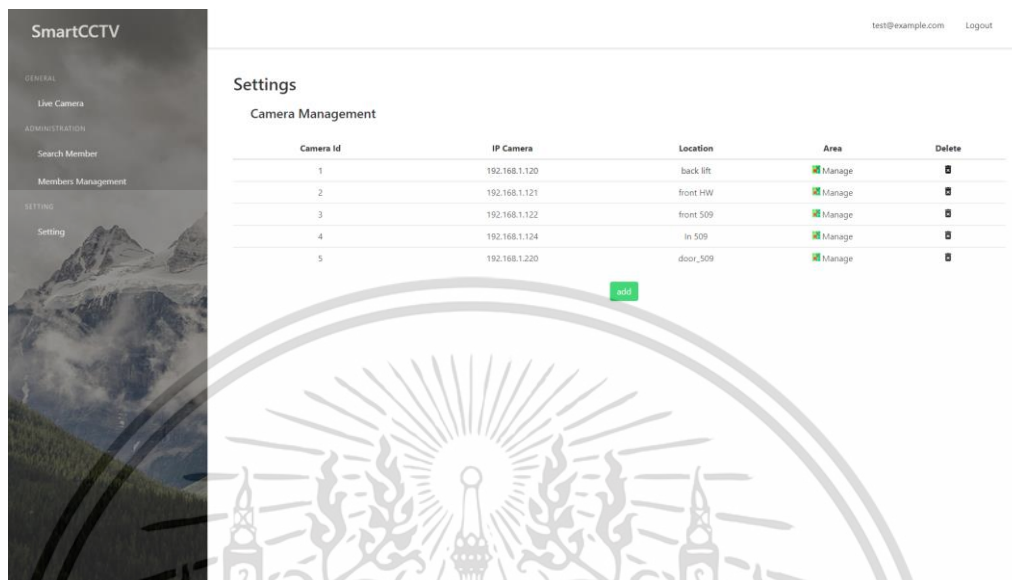 SmartCCTV
test@example.com Logout
GENERAL
Live Camera
ADMINISTRATION
Search Member
Members Management
SETTING
Setting
Settings
Camera Management
Camera Id IP Camera Location Area Delete
1 192.168.1.120 back lift Manage
2 192.168.1.121 front HW Manage
3 192.168.1.122 front 509 Manage
4 192.168.1.124 In 509 Manage
5 192.168.1.220 door_509 Manage
add